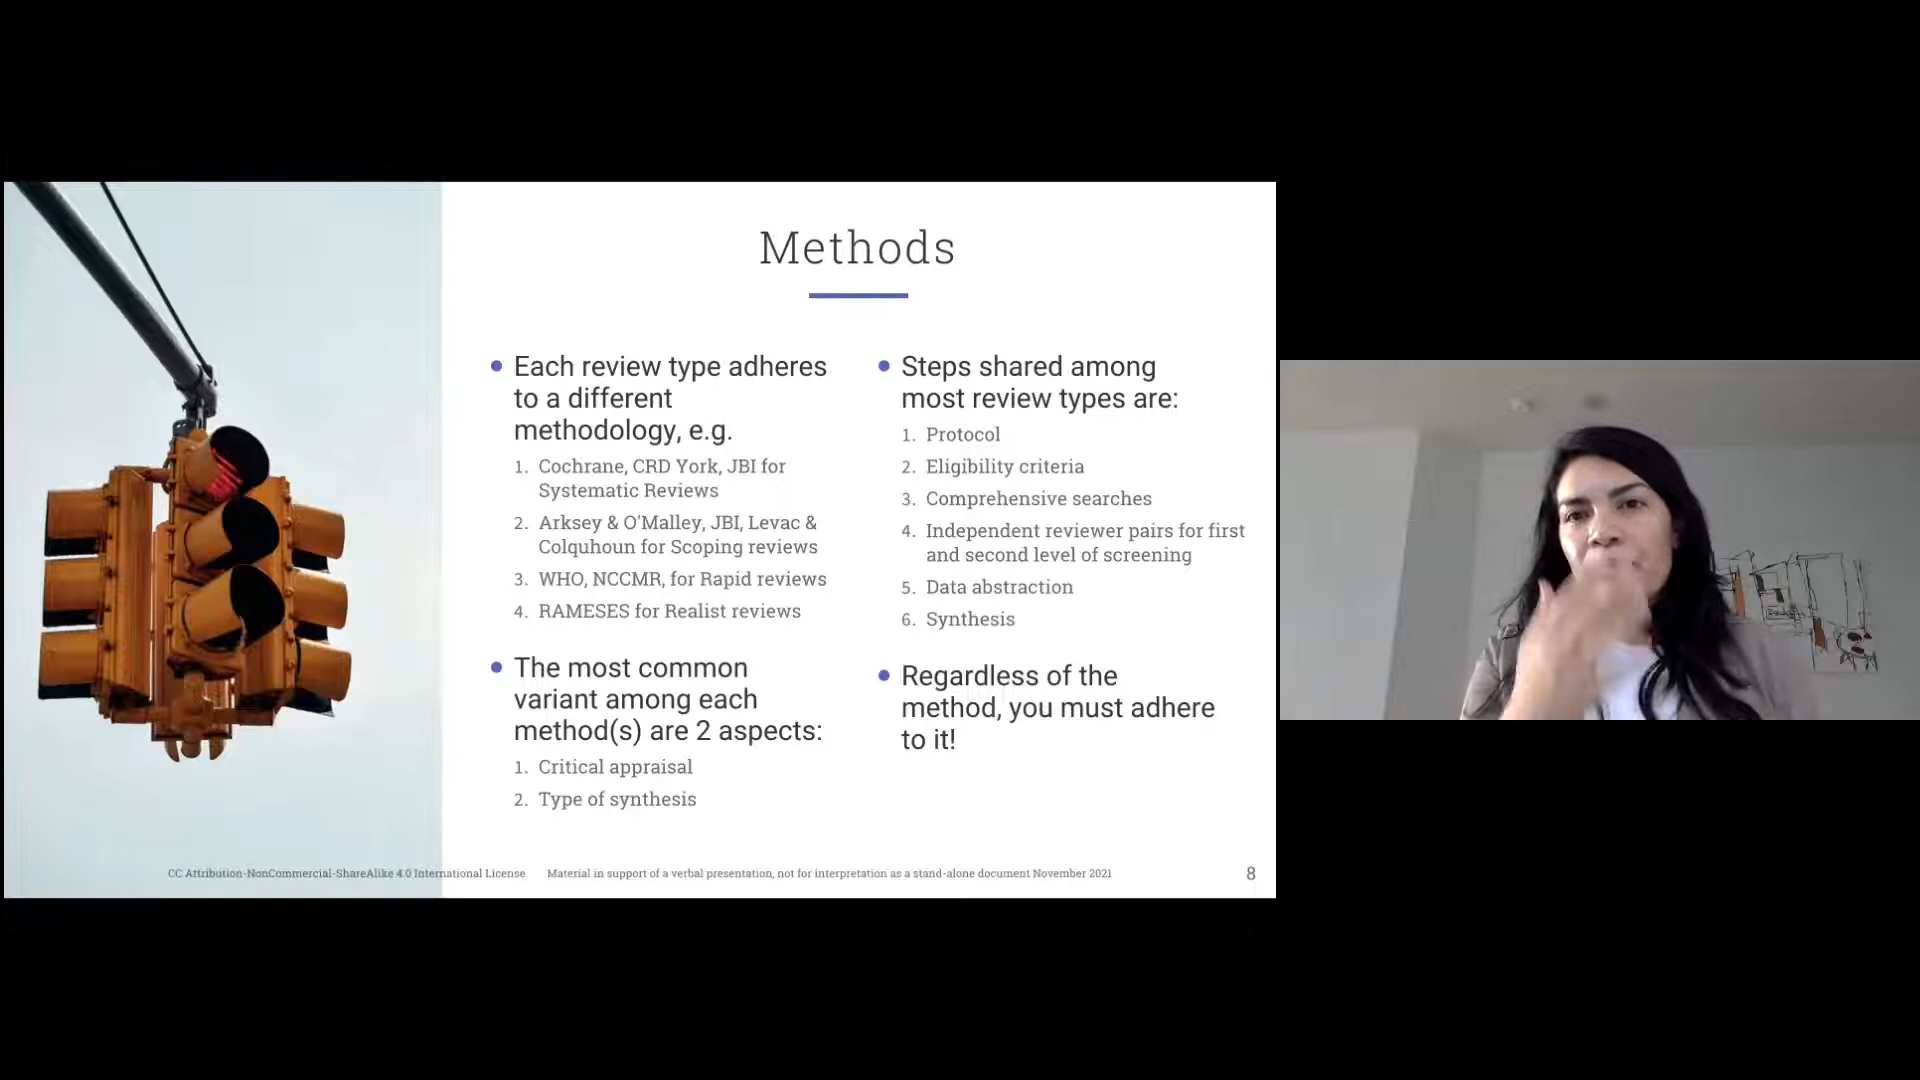 Methods
Each review type adheres
to a different
methodology, e.g.
1. Cochrane, CRD York, JBI for
Systematic Reviews
2. Arksey & O'Malley, JBI, Levac &
Colquhoun for Scoping reviews
3. WHO, NCCMR, for Rapid reviews
4. RAMESES for Realist reviews
The most common
variant among each
method(s) are 2 aspects:
1. Critical appraisal
2. Type of synthesis
Steps shared among
most review types are:
1. Protocol
2. Eligibility criteria
3. Comprehensive searches
4. Independent reviewer pairs for first
and second level of screening
5. Data abstraction
6. Synthesis
Regardless of the
method, you must adhere
to it!
CC Attribution-NonCommercial-ShareAlike 4.0 International License. Material in support of a verbal presentation, not for interpretation as a stand-alone document November 2021
8